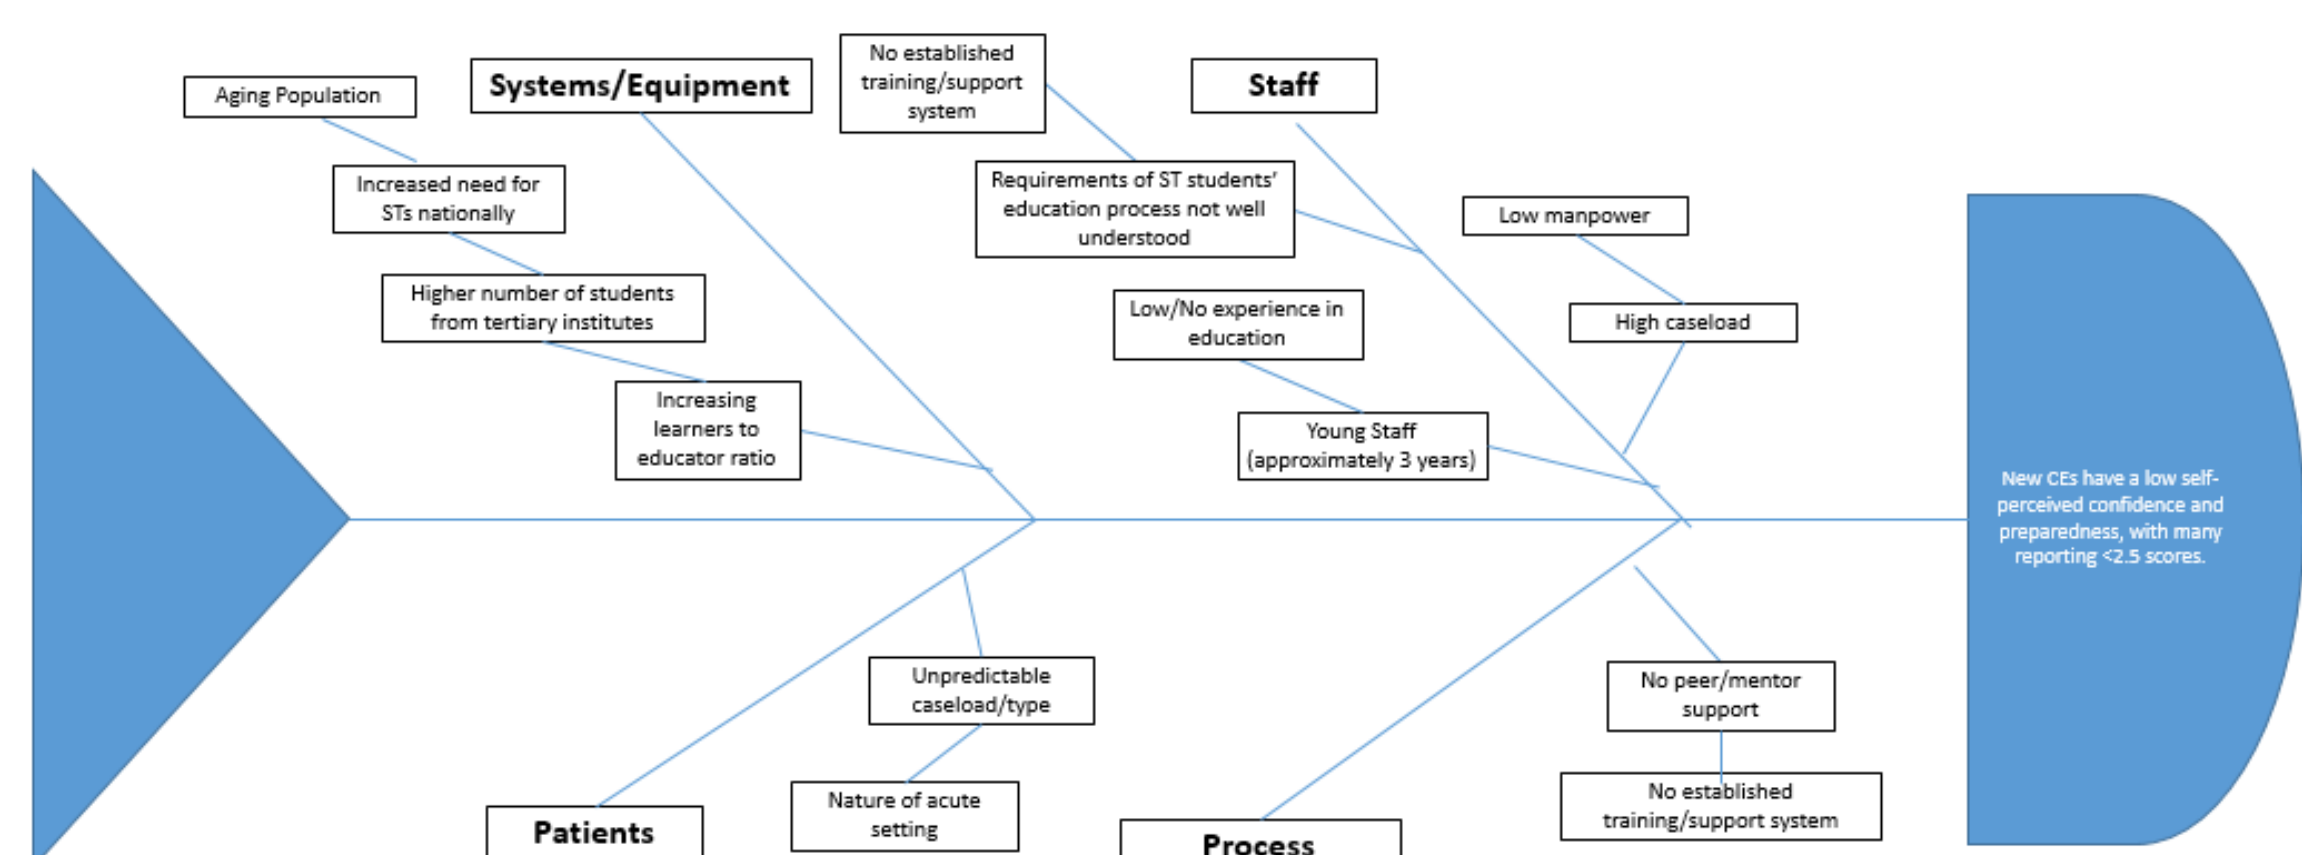 Aging Population
Systems/Equipment
No established
training/support
system
Staff
Increased need for
STs nationally
Requirements of ST students’
education process not well
understood
Low manpower
Higher number of students
from tertiary institutes
Low/No experience in
education
High caseload
Increasing
learners to
educator ratio
Young Staff
(approximately 3 years)
New CEs have a low self-
perceived confidence and
preparedness, with many
reporting <2.5 scores.
Unpredictable
caseload/type
No peer/mentor
support
Nature of acute
setting
No established
training/support system
Patients
Process